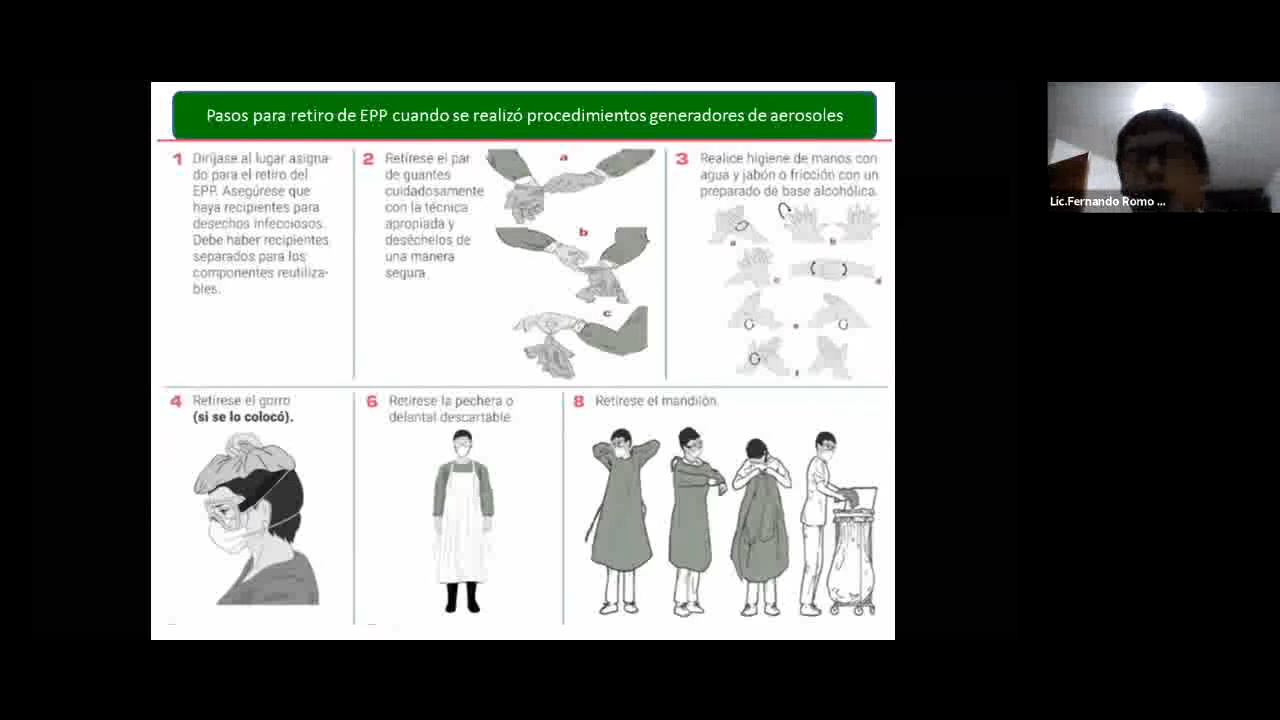 Pasos para retiro de EPP cuando se realizó procedimientos generadores de aerosoles
1 Diríjase al lugar asigna-
do para el retiro del
EPP. Asegúrese que
haya recipientes para
desechos infecciosos.
Debe haber recipientes
separados para los
componentes reutiliza-
bles.
2 Retírese el par
de guantes
cuidadosamente
con la técnica
apropiada y
deséchelos de
una manera
segura
a
b
c
3 Realice higiene de manos con
agua y jabón o fricción con un
preparado de base alcohólica.
a
b
c
d
e
f
4 Retírese el gorro
(si se lo colocó).
6 Retírese la pechera o
delantal descartable
8 Retírese el mandilón.
Lic.Fernando Romo ...